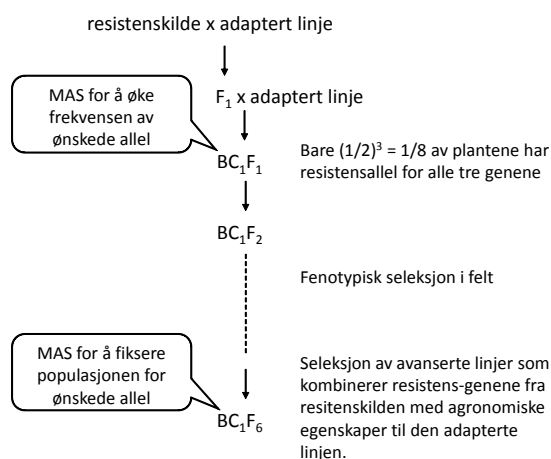 resistenskilde x adaptert linje
MAS for å øke
frekvensen av
ønskede allel
F₁ x adaptert linje
BC₁F₁
Bare (1/2)³ = 1/8 av plantene har
resistensallel for alle tre genene
BC₁F₂
Fenotypisk seleksjon i felt
MAS for å fiksere
populasjonen for
ønskede allel
BC₁F₆
Seleksjon av avanserte linjer som
kombinerer resistens-genene fra
resitenskilden med agronomiske
egenskaper til den adapterte
linjen.